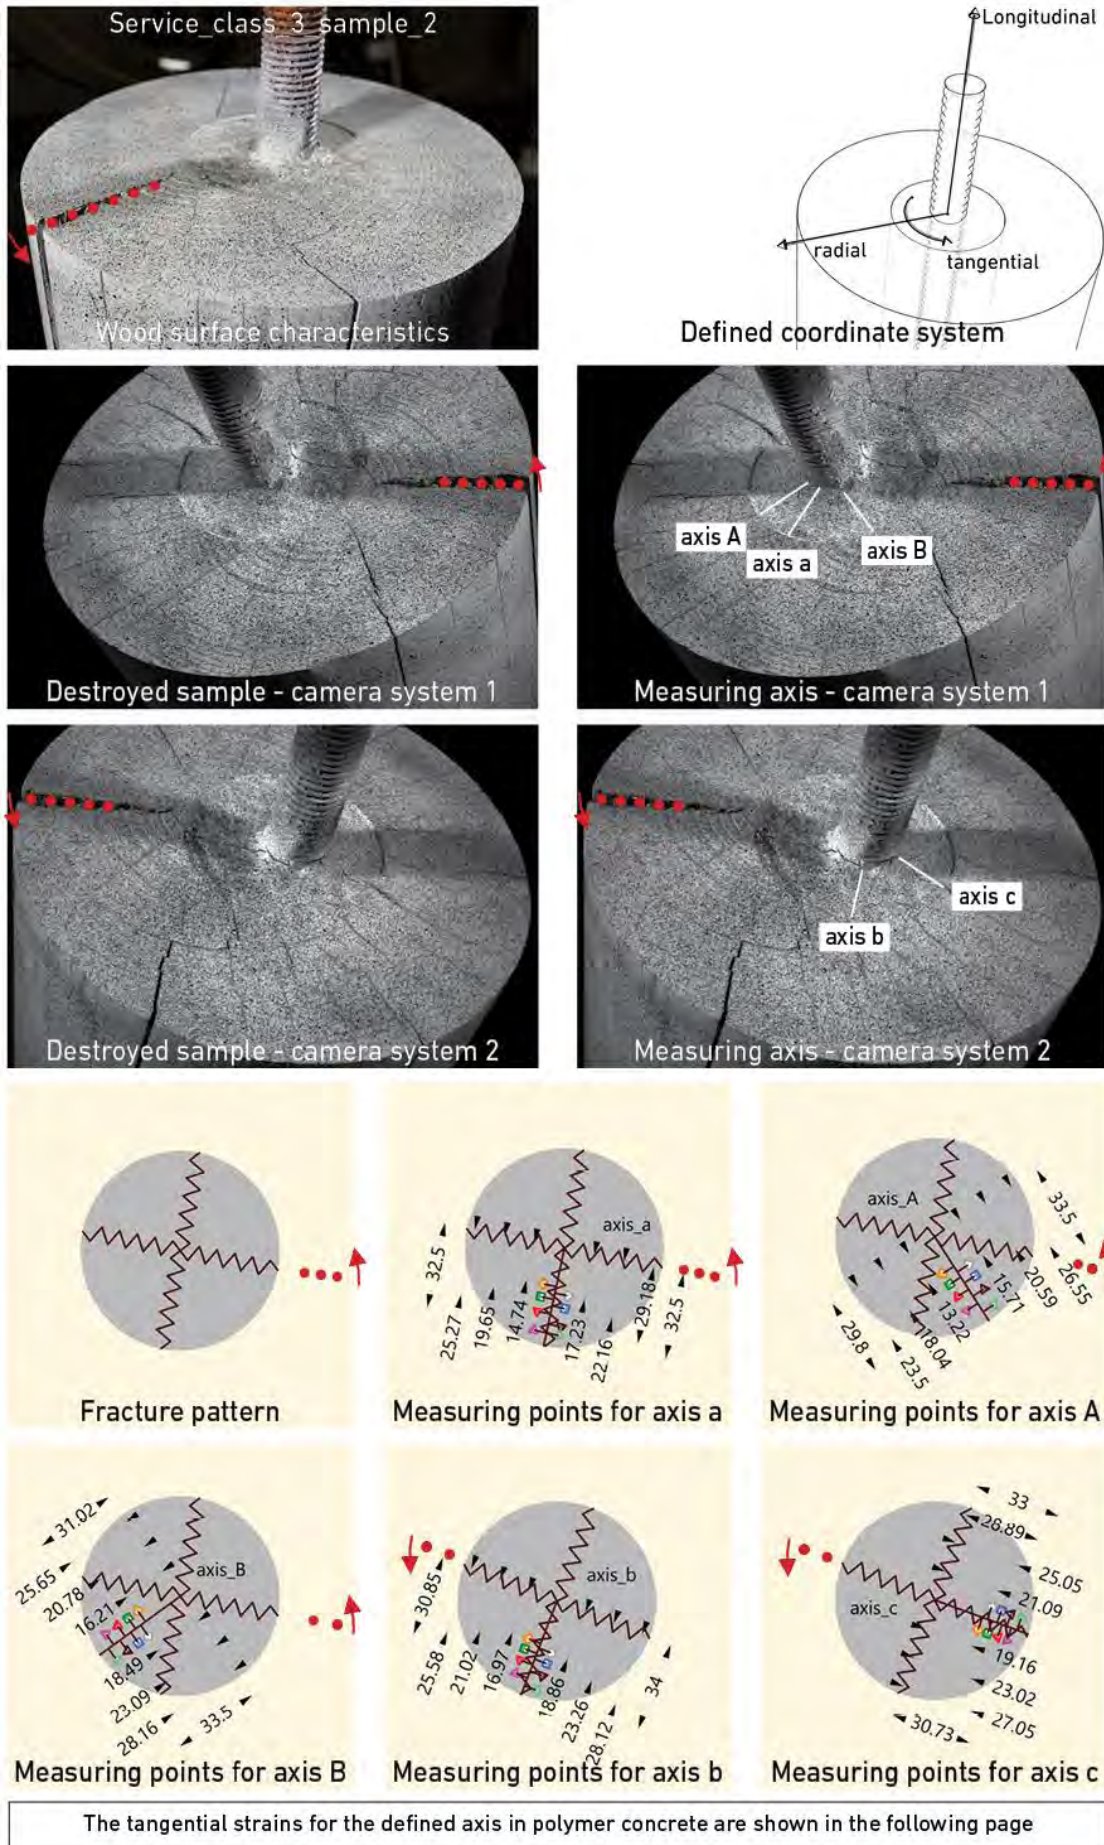 Service_class_3_sample_2
Wood surface characteristics
Longitudinal
radial
tangential
Defined coordinate system
Destroyed sample - camera system 1
axis A
axis a
axis B
Measuring axis - camera system 1
Destroyed sample - camera system 2
axis c
axis b
Measuring axis - camera system 2
Fracture pattern
axis_a
32.5
25.27
19.65
14.74
17.23
22.16
29.18
32.5
Measuring points for axis a
axis_A
33.5
26.55
20.59
15.71
13.22
18.04
23.5
29.8
Measuring points for axis A
31.02
25.65
20.78
16.21
axis_B
18.49
23.09
28.16
33.5
Measuring points for axis B
axis_b
30.85
25.58
21.02
16.97
18.86
23.26
28.12
34
Measuring points for axis b
33
28.89
25.05
21.09
axis_c
19.16
23.02
27.05
30.73
Measuring points for axis c
The tangential strains for the defined axis in polymer concrete are shown in the following page